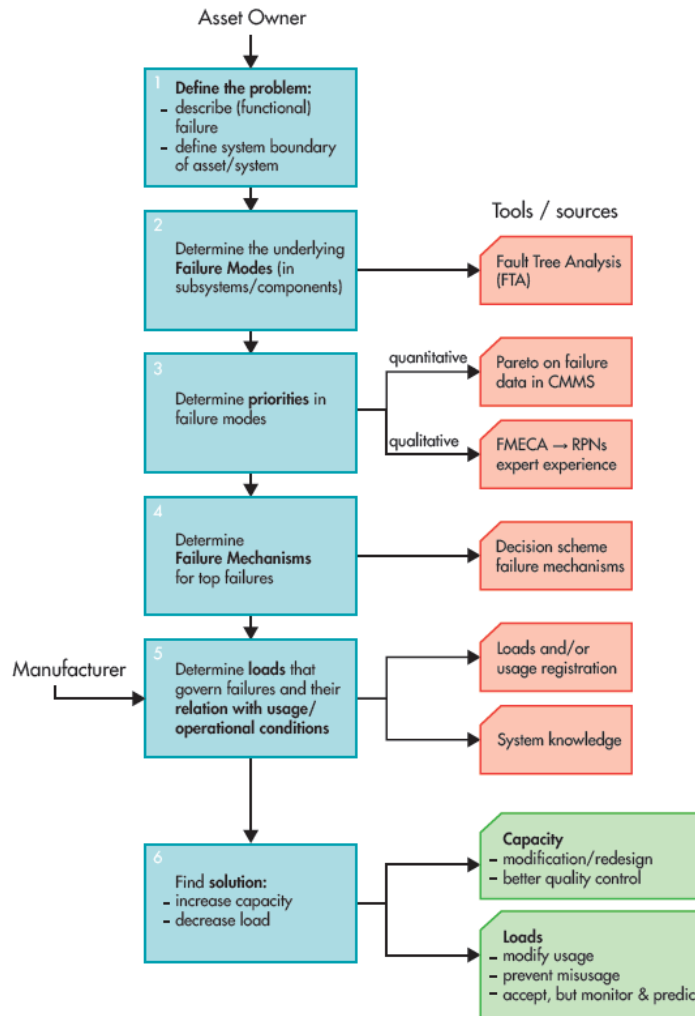 Asset Owner
1
Define the problem:
– describe (functional)
failure
– define system boundary
of asset/system
Tools / sources
2
Determine the underlying
Failure Modes (in
subsystems/components)
Fault Tree Analysis
(FTA)
3
Determine priorities in
failure modes
quantitative
Pareto on failure
data in CMMS
qualitative
FMECA → RPNs
expert experience
4
Determine
Failure Mechanisms
for top failures
Decision scheme
failure mechanisms
Manufacturer
5
Determine loads that
govern failures and their
relation with usage/
operational conditions
Loads and/or
usage registration
System knowledge
6
Find solution:
– increase capacity
– decrease load
Capacity
– modification/redesign
– better quality control
Loads
– modify usage
– prevent misusage
– accept, but monitor & predic